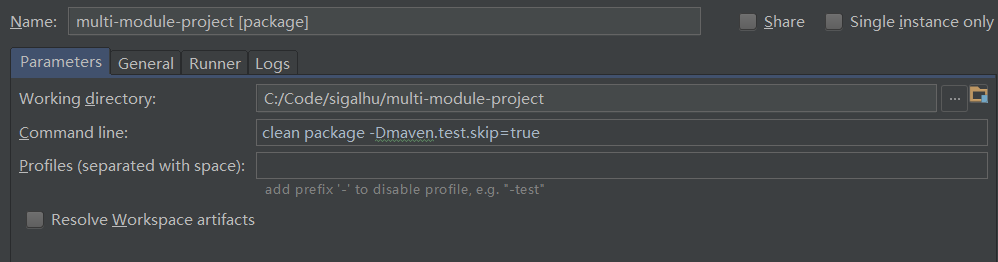 Name: multi-module-project [package] Share Single instance only
Parameters General Runner Logs
Working directory: C:/Code/sigalhu/multi-module-project ...
Command line: clean package -Dmaven.test.skip=true
Profiles (separated with space):
add prefix '-' to disable profile, e.g. "-test"
Resolve Workspace artifacts